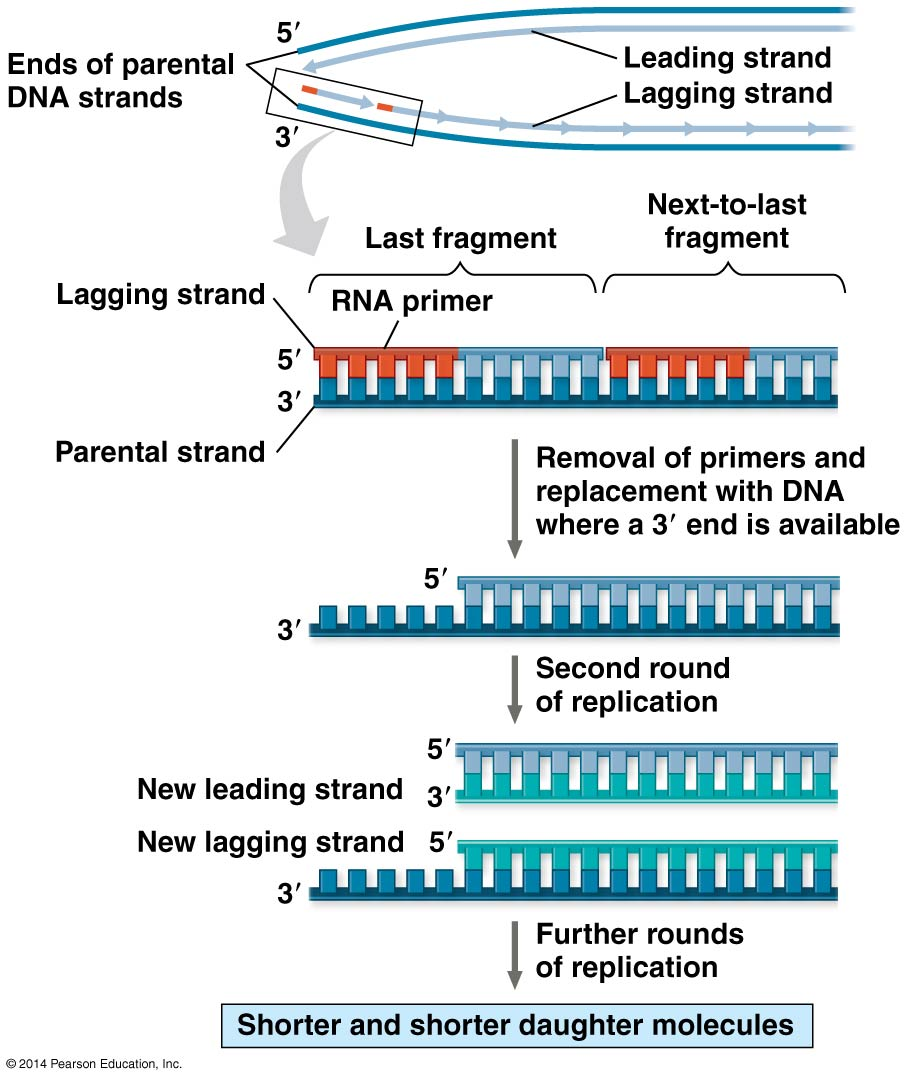 5′
Ends of parental
DNA strands
3′
Leading strand
Lagging strand
Last fragment
Next-to-last
fragment
Lagging strand
RNA primer
5′
3′
Parental strand
Removal of primers and
replacement with DNA
where a 3′ end is available
5′
3′
Second round
of replication
5′
New leading strand
3′
New lagging strand
5′
3′
Further rounds
of replication
Shorter and shorter daughter molecules
© 2014 Pearson Education, Inc.